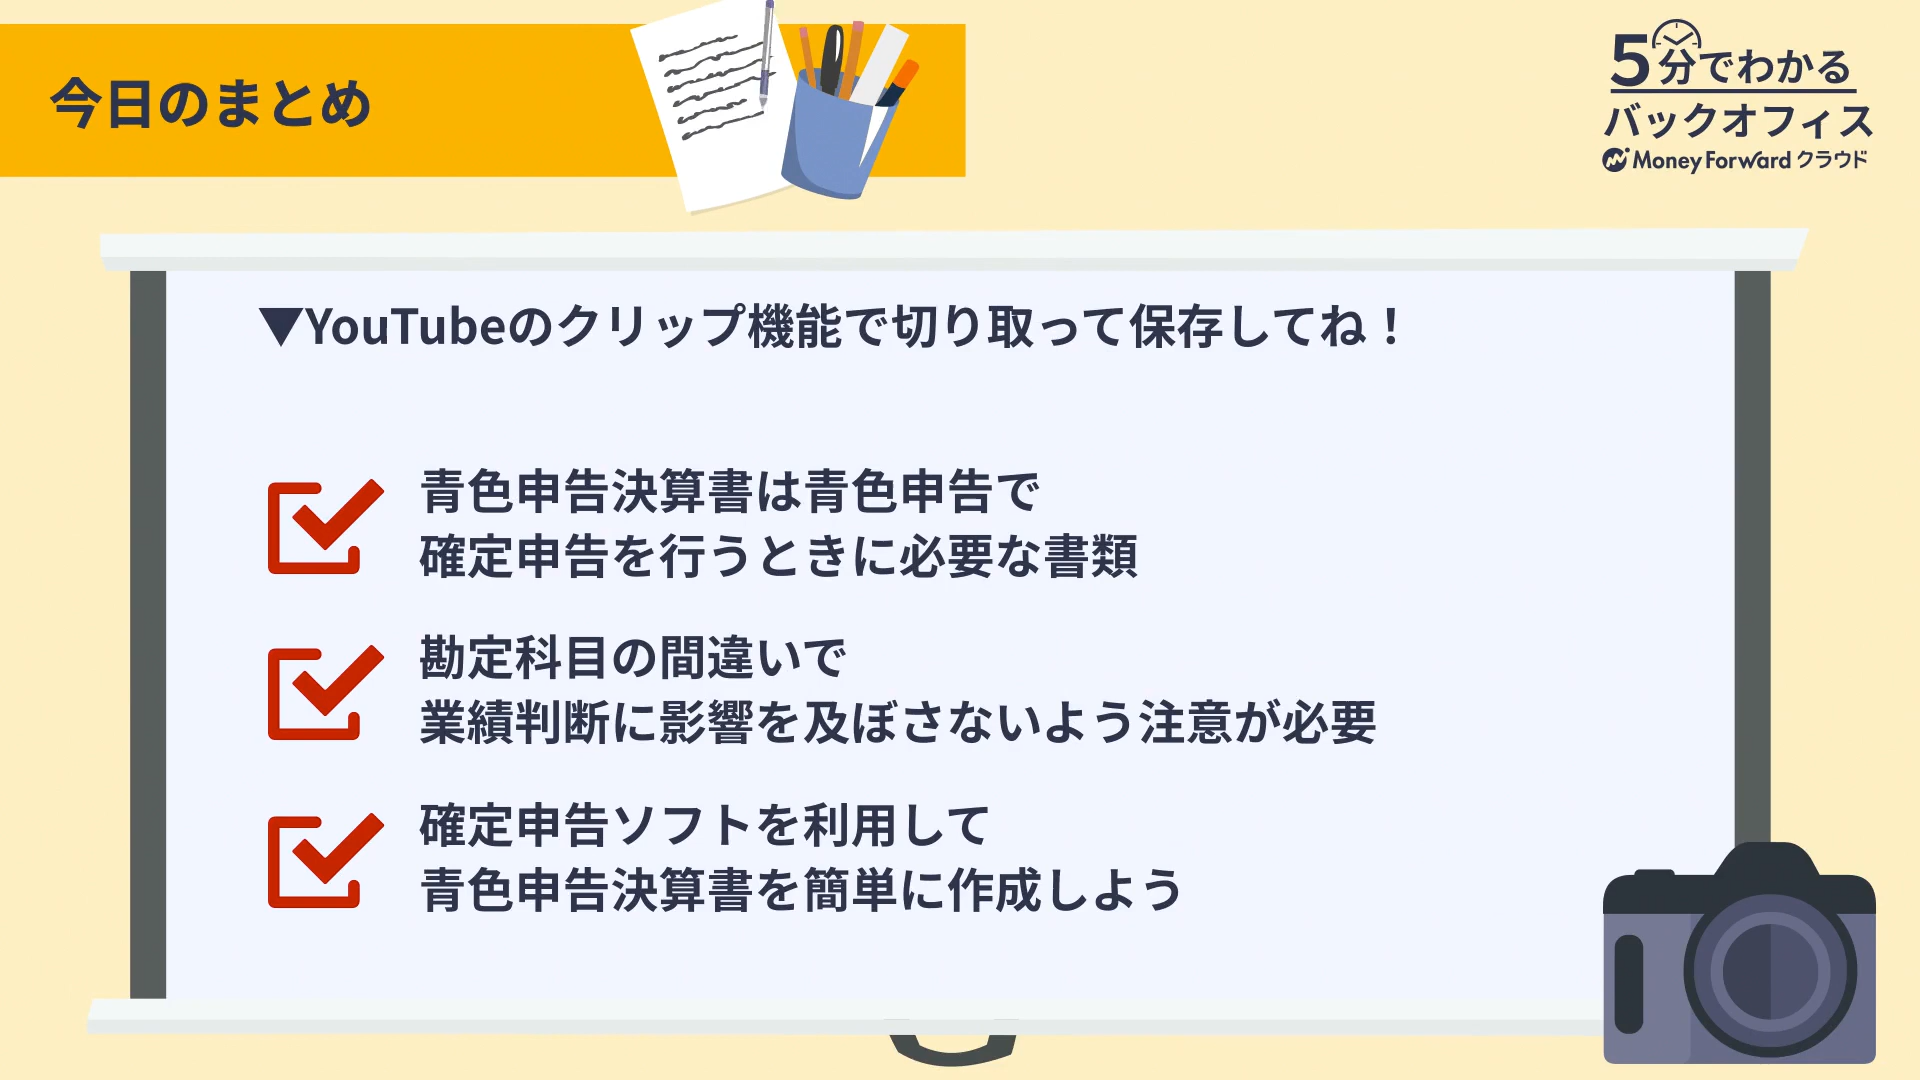 今日のまとめ
5分でわかる
バックオフィス
Money Forward クラウド
▼YouTubeのクリップ機能で切り取って保存してね！
青色申告決算書は青色申告で
確定申告を行うときに必要な書類
勘定科目の間違いで
業績判断に影響を及ぼさないよう注意が必要
確定申告ソフトを利用して
青色申告決算書を簡単に作成しよう